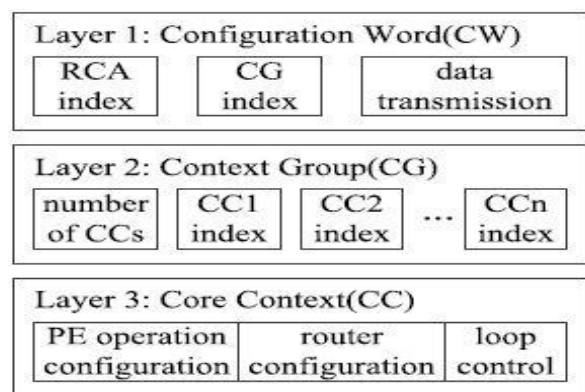 Layer 1: Configuration Word(CW)
RCA index
CG index
data transmission
Layer 2: Context Group(CG)
number of CCs
CC1 index
CC2 index
...
CCn index
Layer 3: Core Context(CC)
PE operation configuration
router configuration
loop control